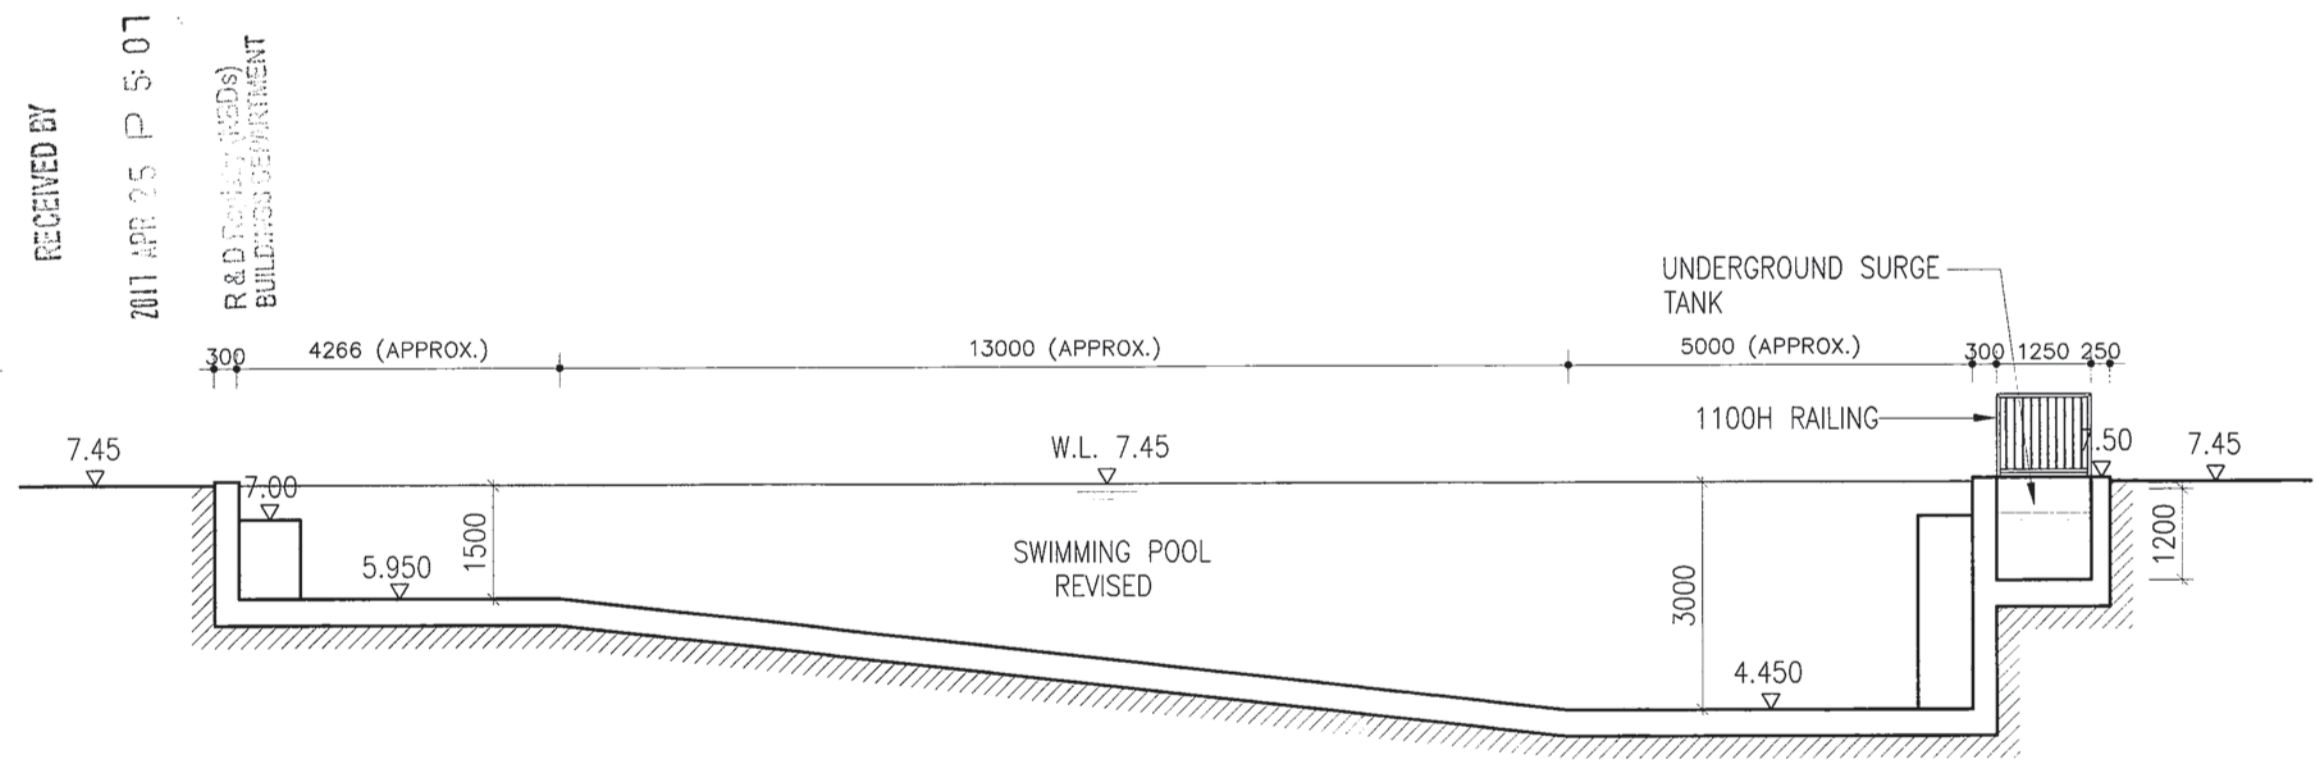 RECEIVED BY
2017 APR 25 P 5:07
R & D
BUILDINGS DEPARTMENT
UNDERGROUND SURGE
TANK
300
4266 (APPROX.)
13000 (APPROX.)
5000 (APPROX.)
300
1250
250
1100H RAILING
7.45
7.00
W.L. 7.45
.50
7.45
1500
5.950
SWIMMING POOL
REVISED
3000
1200
4.450